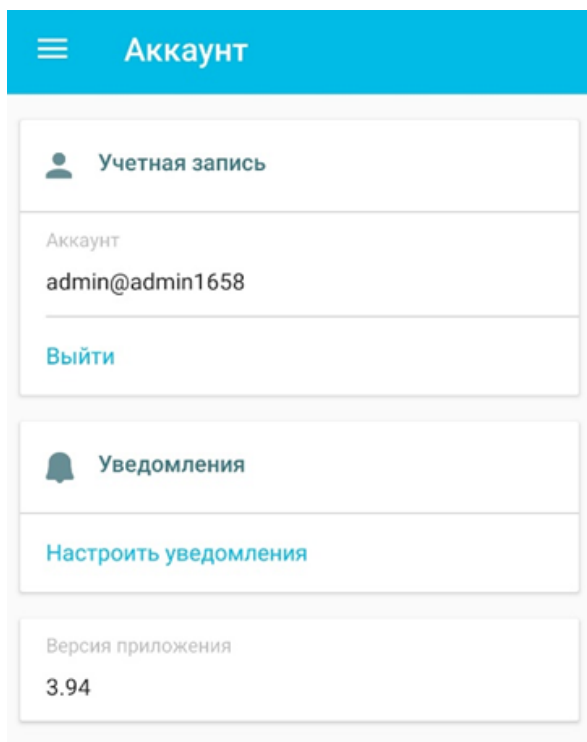 Аккаунт
Учетная запись
Аккаунт
admin@admin1658
Выйти
Уведомления
Настроить уведомления
Версия приложения
3.94